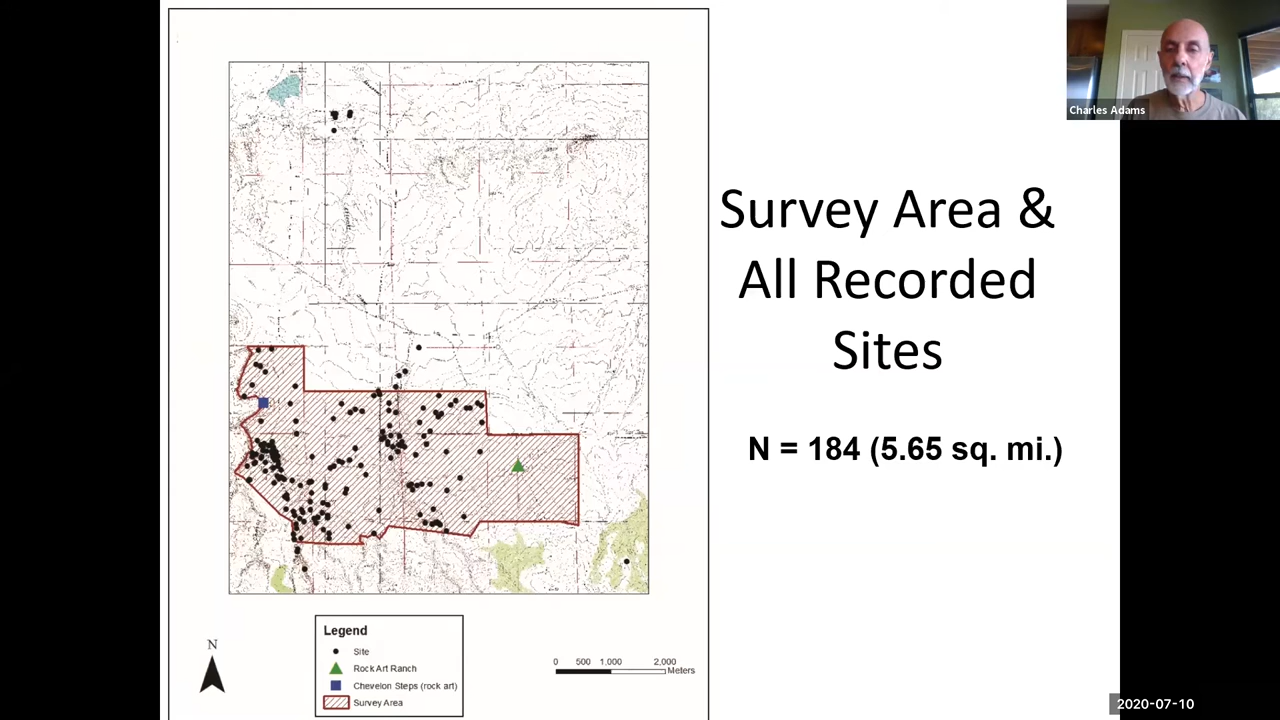 Charles Adams
Survey Area &
All Recorded
Sites
N = 184 (5.65 sq. mi.)
Legend
Site
Rock Art Ranch
Chevelon Steps (rock art)
Survey Area
N
0 500 1,000 2,000
Meters
2020-07-10